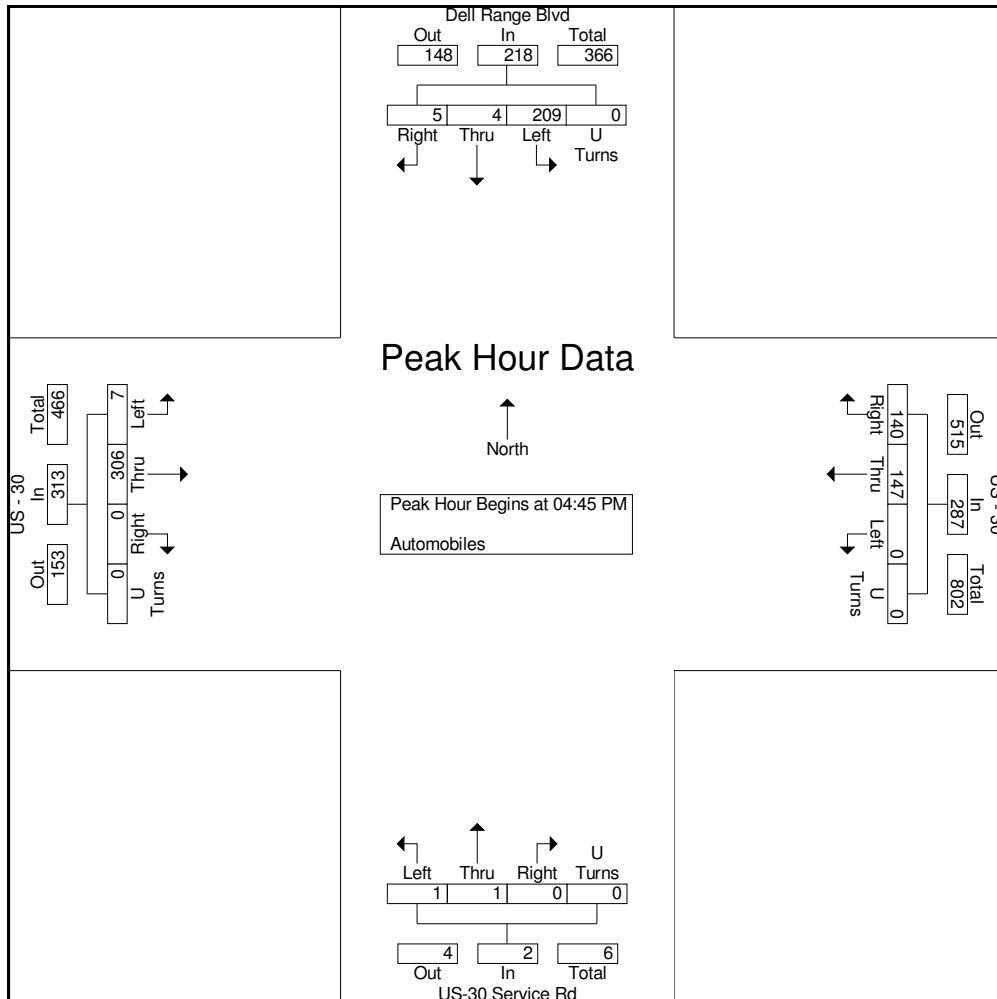 Dell Range Blvd
Out In Total
148 218 366
5 4 209 0
Right Thru Left U
Turns
Peak Hour Data
North
Peak Hour Begins at 04:45 PM
Automobiles
US - 30
Total In Out
466 313 153
7 306 0 0
Left Thru Right U
Turns
US - 30
Out In Total
515 287 802
140 147 0 0
Right Thru Left U
Turns
U
Left Thru Right Turns
1 1 0 0
4 2 6
Out In Total
US-30 Service Rd